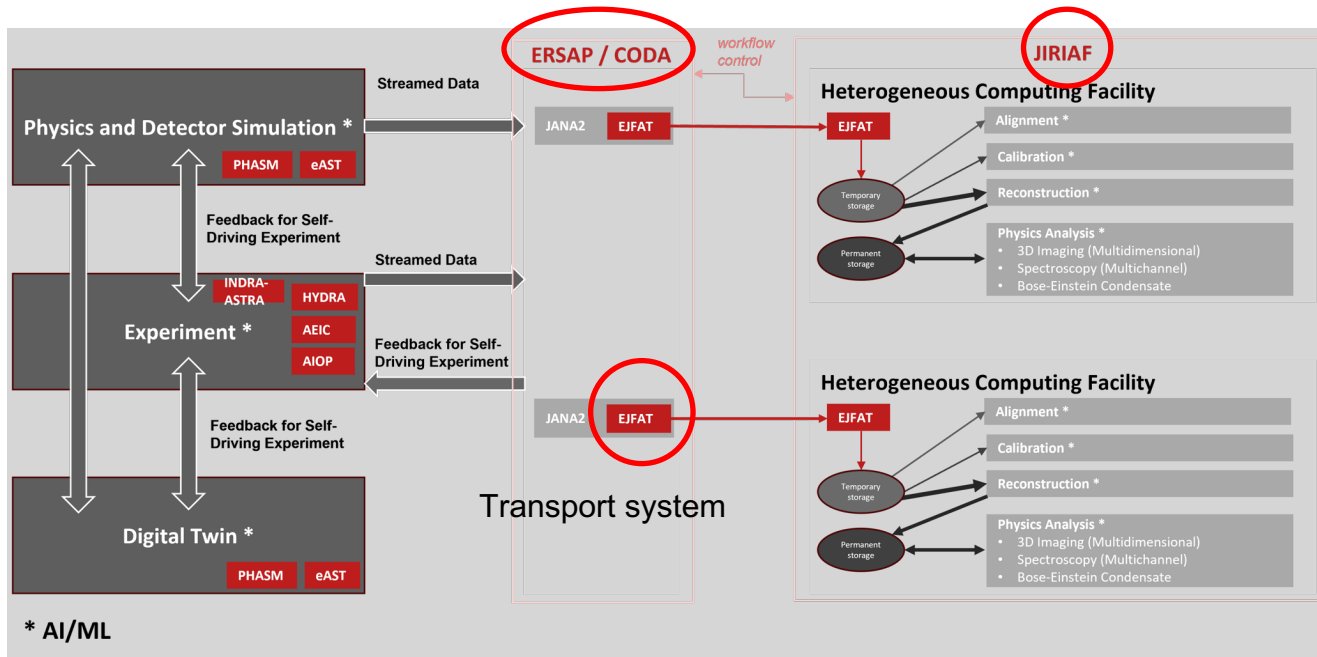 ERSAP / CODA
workflow
control
JIRIAF
Physics and Detector Simulation *
PHASM
eAST
Streamed Data
JANA2
EJFAT
Heterogeneous Computing Facility
EJFAT
Alignment *
Calibration *
Temporary
storage
Reconstruction *
Permanent
storage
Physics Analysis *
• 3D Imaging (Multidimensional)
• Spectroscopy (Multichannel)
• Bose-Einstein Condensate
Feedback for Self-
Driving Experiment
Streamed Data
INDRA-
ASTRA
HYDRA
Experiment *
AEIC
AIOP
Feedback for Self-
Driving Experiment
JANA2
EJFAT
Transport system
Heterogeneous Computing Facility
EJFAT
Alignment *
Calibration *
Temporary
storage
Reconstruction *
Permanent
storage
Physics Analysis *
• 3D Imaging (Multidimensional)
• Spectroscopy (Multichannel)
• Bose-Einstein Condensate
Feedback for Self-
Driving Experiment
Digital Twin *
PHASM
eAST
* AI/ML